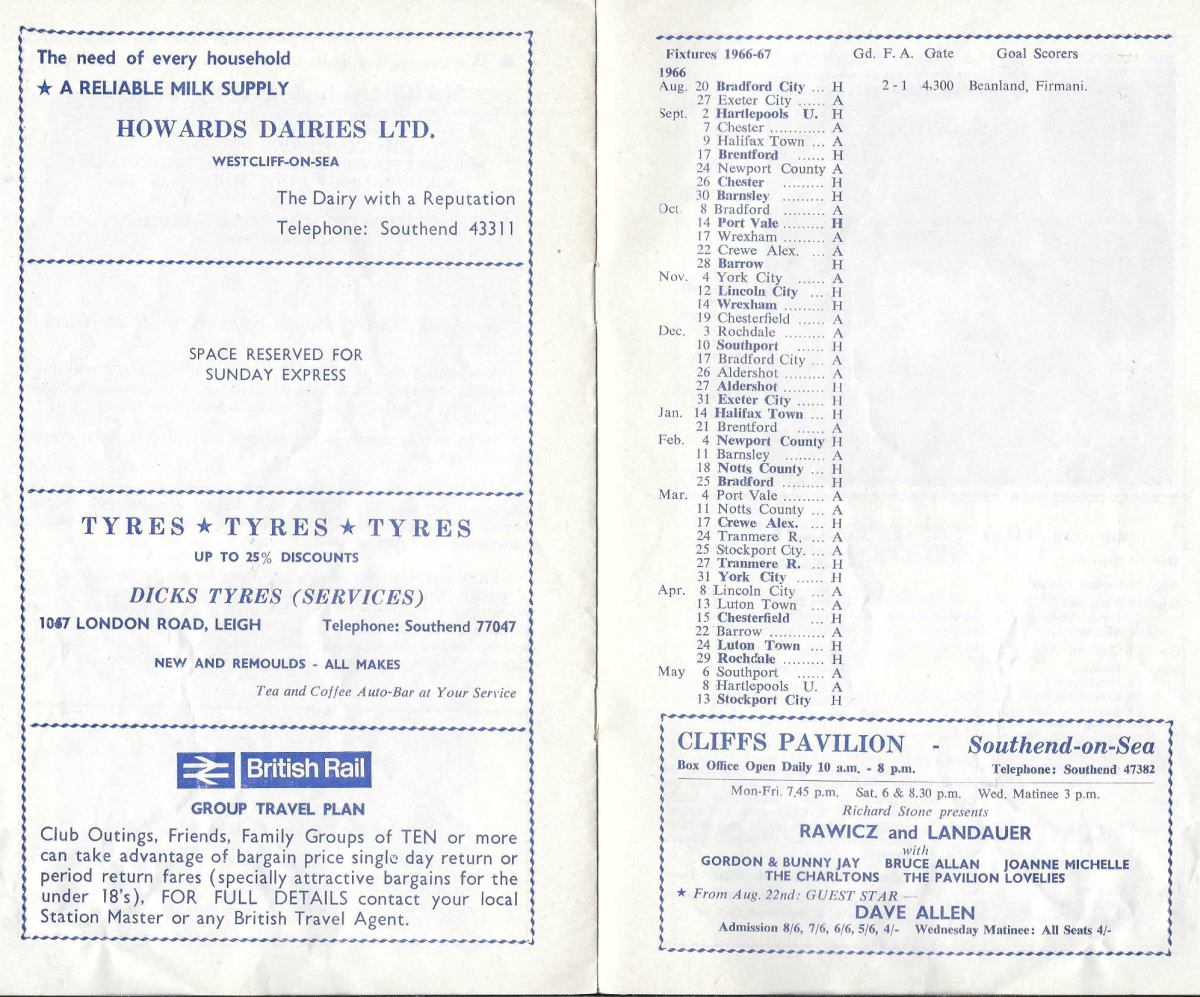 The need of every household
★ A RELIABLE MILK SUPPLY
HOWARDS DAIRIES LTD.
WESTCLIFF-ON-SEA
The Dairy with a Reputation
Telephone: Southend 43311
SPACE RESERVED FOR
SUNDAY EXPRESS
TYRES ★ TYRES ★ TYRES
UP TO 25% DISCOUNTS
DICKS TYRES (SERVICES)
1067 LONDON ROAD, LEIGH Telephone: Southend 77047
NEW AND REMOULDS - ALL MAKES
Tea and Coffee Auto-Bar at Your Service
British Rail
GROUP TRAVEL PLAN
Club Outings, Friends, Family Groups of TEN or more
can take advantage of bargain price single day return or
period return fares (specially attractive bargains for the
under 18's), FOR FULL DETAILS contact your local
Station Master or any British Travel Agent.
Fixtures 1966-67 Gd. F. A. Gate Goal Scorers
1966
Aug. 20 Bradford City ... H 2 - 1 4.300 Beanland, Firmani.
27 Exeter City ...... A
Sept. 2 Hartlepools U. H
7 Chester ............ A
9 Halifax Town ... A
17 Brentford ...... H
24 Newport County A
26 Chester ......... H
30 Barnsley ......... H
Oct. 8 Bradford ......... A
14 Port Vale ......... H
17 Wrexham ......... A
22 Crewe Alex. ... A
28 Barrow H
Nov. 4 York City ...... A
12 Lincoln City ... H
14 Wrexham ......... H
19 Chesterfield ...... A
Dec. 3 Rochdale ......... A
10 Southport ...... H
17 Bradford City ... A
26 Aldershot ......... A
27 Aldershot ......... H
31 Exeter City ...... H
Jan. 14 Halifax Town ... H
21 Brentford ...... A
Feb. 4 Newport County H
11 Barnsley ......... A
18 Notts County ... H
25 Bradford ......... H
Mar. 4 Port Vale ......... A
11 Notts County ... A
17 Crewe Alex. ... H
24 Tranmere R. ... A
25 Stockport Cty. ... A
27 Tranmere R. ... H
31 York City ...... H
Apr. 8 Lincoln City ... A
13 Luton Town ... A
15 Chesterfield ... H
22 Barrow ............ A
24 Luton Town ... H
29 Rochdale ......... H
May 6 Southport ...... A
8 Hartlepools U. A
13 Stockport City H
CLIFFS PAVILION - Southend-on-Sea
Box Office Open Daily 10 a.m. - 8 p.m. Telephone: Southend 47382
Mon-Fri. 7.45 p.m. Sat. 6 & 8.30 p.m. Wed. Matinee 3 p.m.
Richard Stone presents
RAWICZ and LANDAUER
with
GORDON & BUNNY JAY BRUCE ALLAN JOANNE MICHELLE
THE CHARLTONS THE PAVILION LOVELIES
★ From Aug. 22nd: GUEST STAR —
DAVE ALLEN
Admission 8/6, 7/6, 6/6, 5/6, 4/- Wednesday Matinee: All Seats 4/-